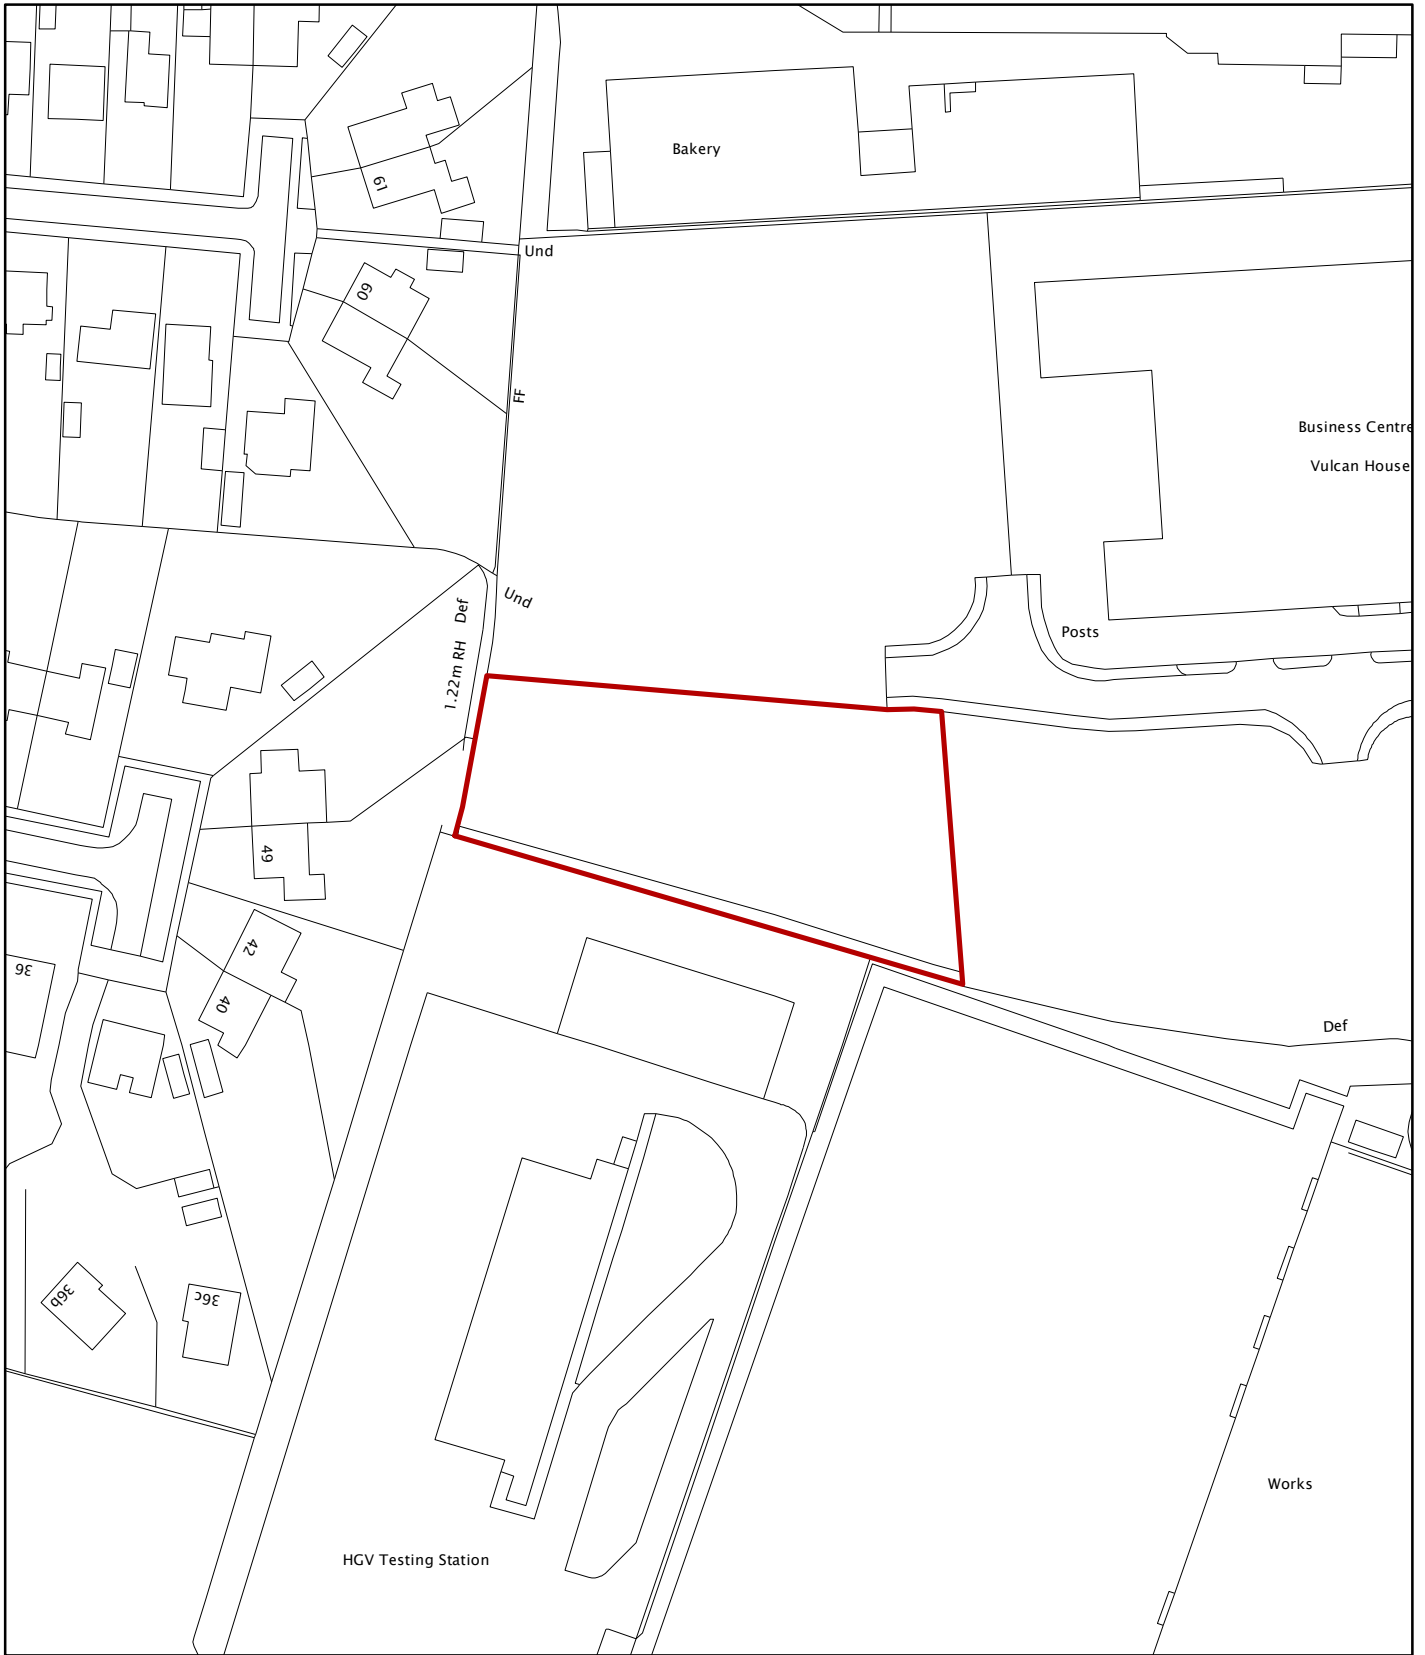 Bakery
61
Und
60
FF
Business Centre
Vulcan House
Und
1.22m RH Def
Posts
49
42
36
40
Def
36b
36c
Works
HGV Testing Station